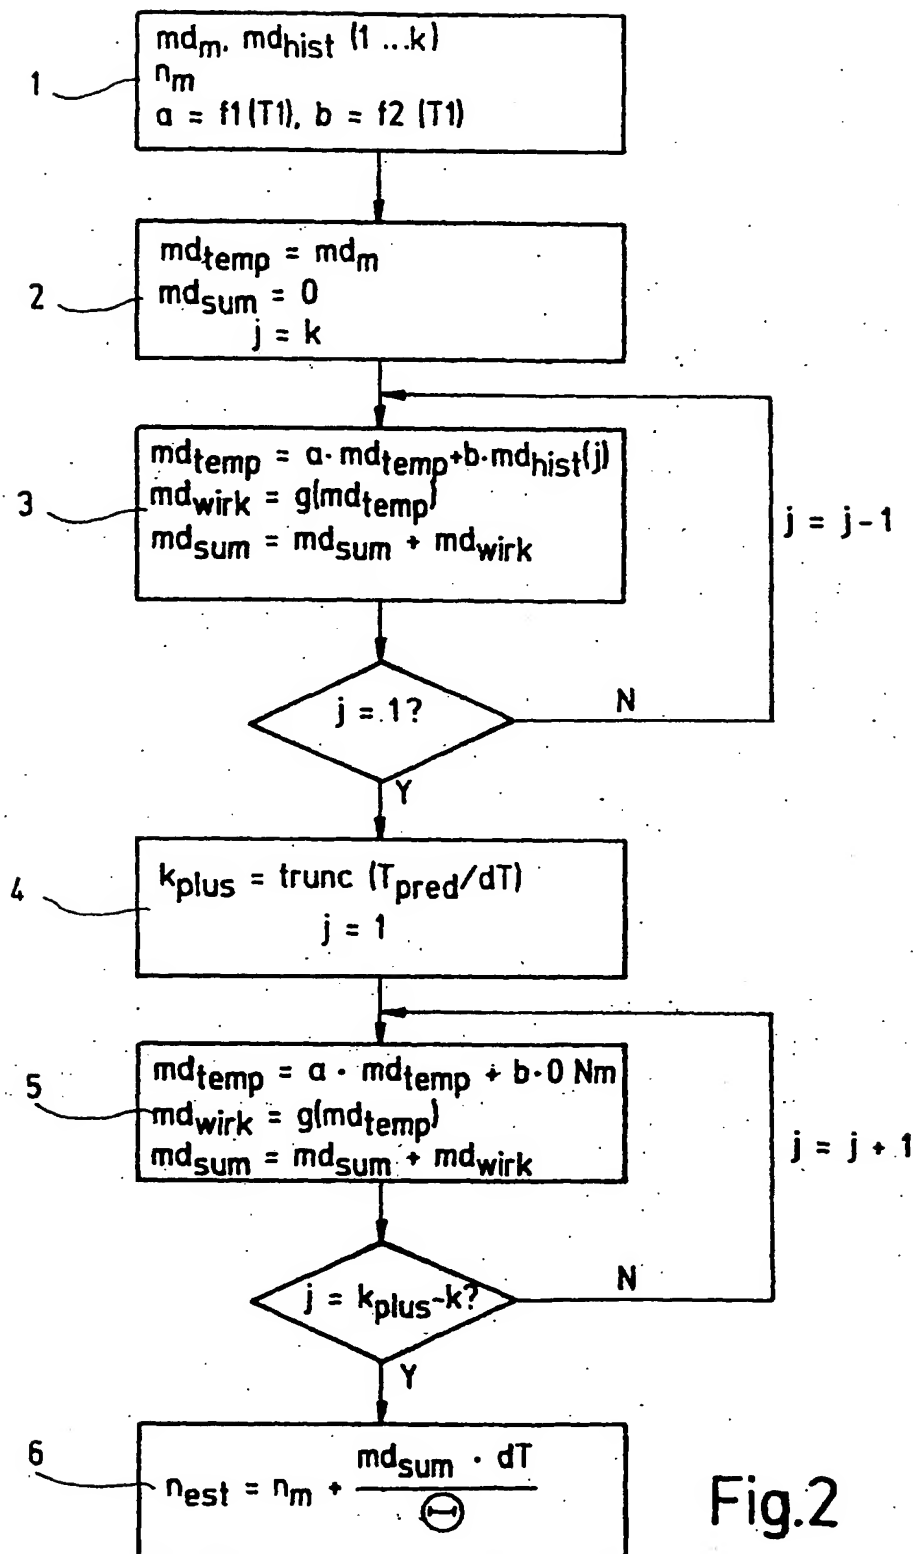 md_m, md_hist (1 ...k)
n_m
a = f1(T1), b = f2 (T1)
1
md_temp = md_m
md_sum = 0
j = k
2
md_temp = a · md_temp + b · md_hist(j)
md_wirk = g(md_temp)
md_sum = md_sum + md_wirk
3
j = j - 1
j = 1?
N
Y
k_plus = trunc (T_pred/dT)
j = 1
4
md_temp = a · md_temp + b · 0 Nm
md_wirk = g(md_temp)
md_sum = md_sum + md_wirk
5
j = j + 1
j = k_plus-k?
N
Y
6
n_est = n_m + md_sum · dT / Θ
Fig.2